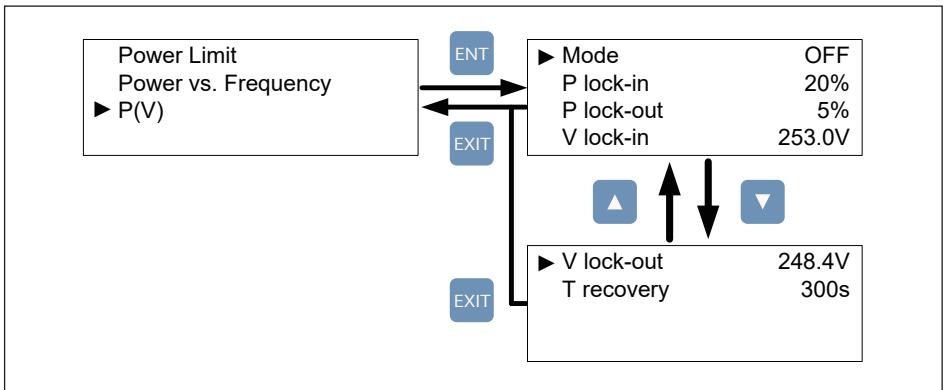 Power Limit
Power vs. Frequency
▶ P(V)
ENT
EXIT
▶ Mode OFF
P lock-in 20%
P lock-out 5%
V lock-in 253.0V
▲ ▼
▶ V lock-out 248.4V
T recovery 300s
EXIT